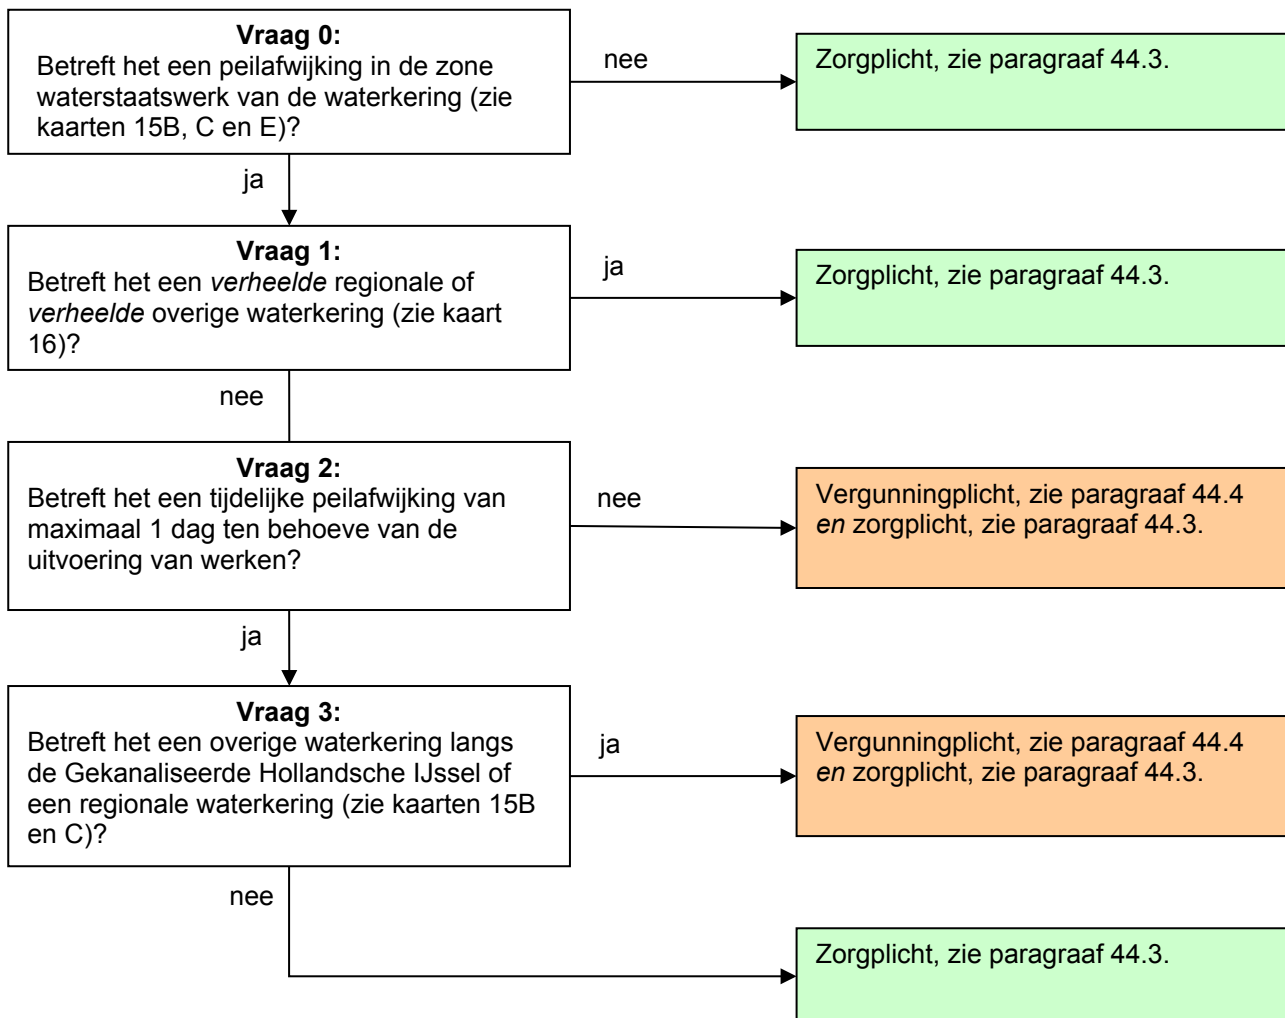 Vraag 0:
Betreft het een peilafwijking in de zone
waterstaatswerk van de waterkering (zie
kaarten 15B, C en E)?
nee
Zorgplicht, zie paragraaf 44.3.
ja
Vraag 1:
Betreft het een verheelde regionale of
verheelde overige waterkering (zie kaart
16)?
ja
Zorgplicht, zie paragraaf 44.3.
nee
Vraag 2:
Betreft het een tijdelijke peilafwijking van
maximaal 1 dag ten behoeve van de
uitvoering van werken?
nee
Vergunningplicht, zie paragraaf 44.4
en zorgplicht, zie paragraaf 44.3.
ja
Vraag 3:
Betreft het een overige waterkering langs
de Gekanaliseerde Hollandsche IJssel of
een regionale waterkering (zie kaarten 15B
en C)?
ja
Vergunningplicht, zie paragraaf 44.4
en zorgplicht, zie paragraaf 44.3.
nee
Zorgplicht, zie paragraaf 44.3.